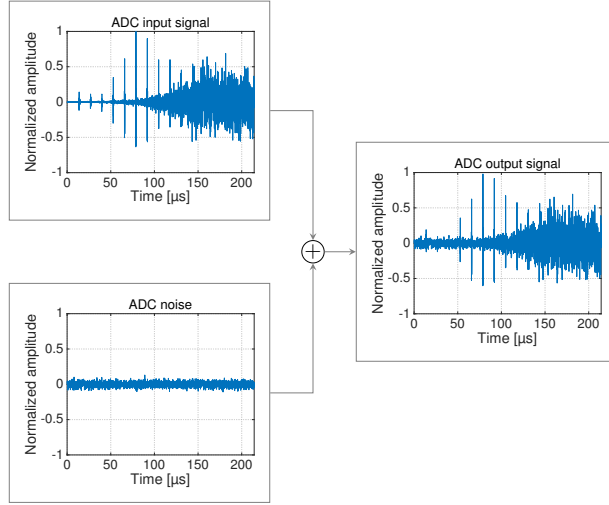 ADC input signal
Normalized amplitude
1
0.5
0
-0.5
-1
0 50 100 150 200
Time [µs]
ADC noise
Normalized amplitude
1
0.5
0
-0.5
-1
0 50 100 150 200
Time [µs]
+
ADC output signal
Normalized amplitude
1
0.5
0
-0.5
-1
0 50 100 150 200
Time [µs]